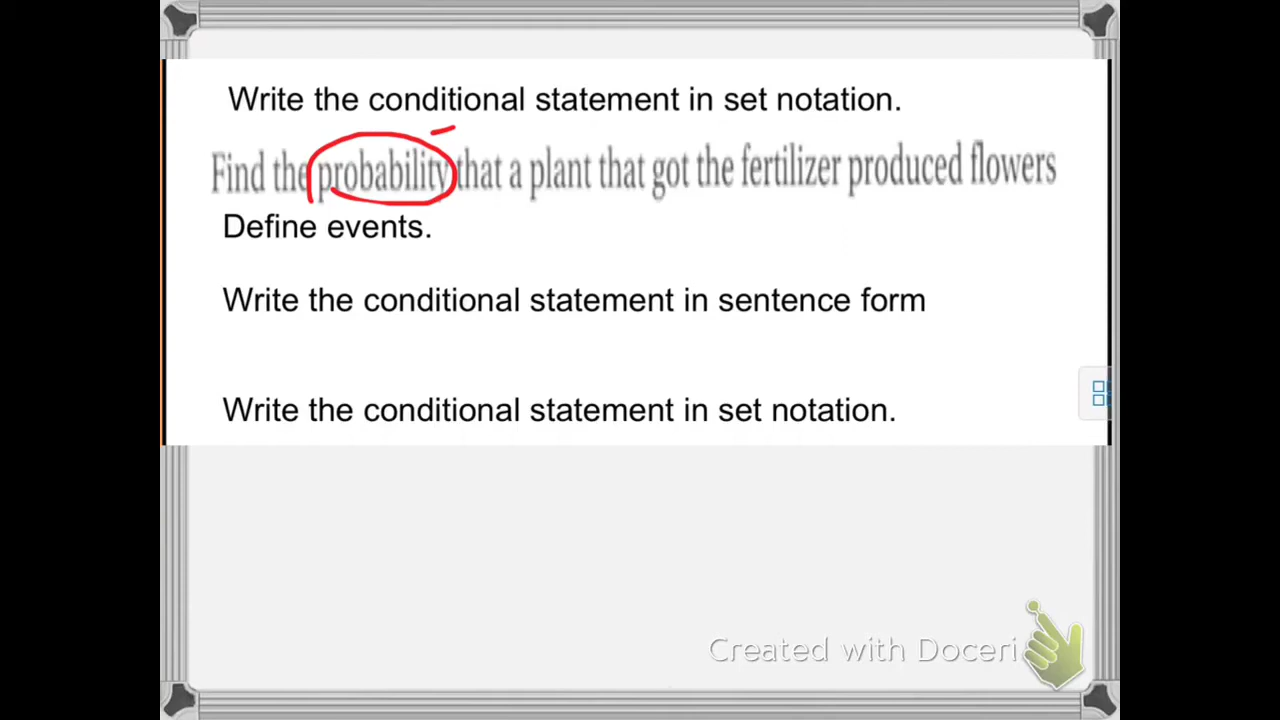 Write the conditional statement in set notation.
Find the probability that a plant that got the fertilizer produced flowers
Define events.
Write the conditional statement in sentence form
Write the conditional statement in set notation.
Created with Doceri